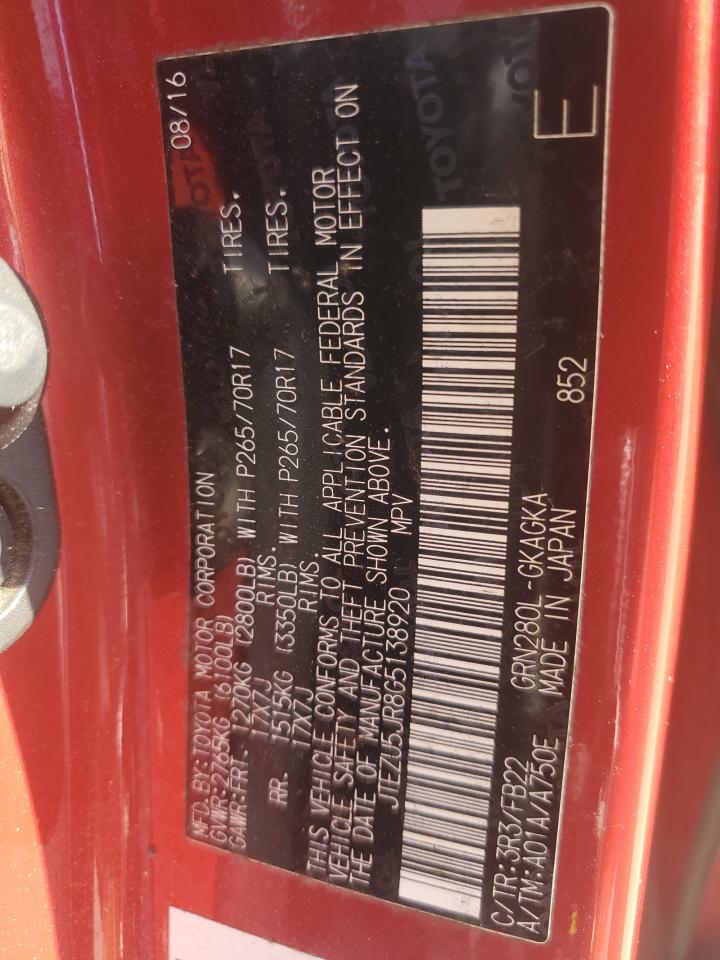 MFD. BY:TOYOTA MOTOR CORPORATION 08/16
GVWR:2765KG (6100LB)
GAWR:FRT. 1270KG (2800LB) WITH P265/70R17 TIRES.
17X7J RIMS.
RR. 1515KG (3350LB) WITH P265/70R17 TIRES.
17X7J RIMS.
THIS VEHICLE CONFORMS TO ALL APPLICABLE FEDERAL MOTOR
VEHICLE SAFETY AND THEFT PREVENTION STANDARDS IN EFFECT ON
THE DATE OF MANUFACTURE SHOWN ABOVE.
JTEZU5JR8G5138920 MPV
C/TR:3R3/FB22 GRN280L-GKAGKA 852
A/TM:A01A/A750E MADE IN JAPAN
E
TOYOTA
TOYOTA